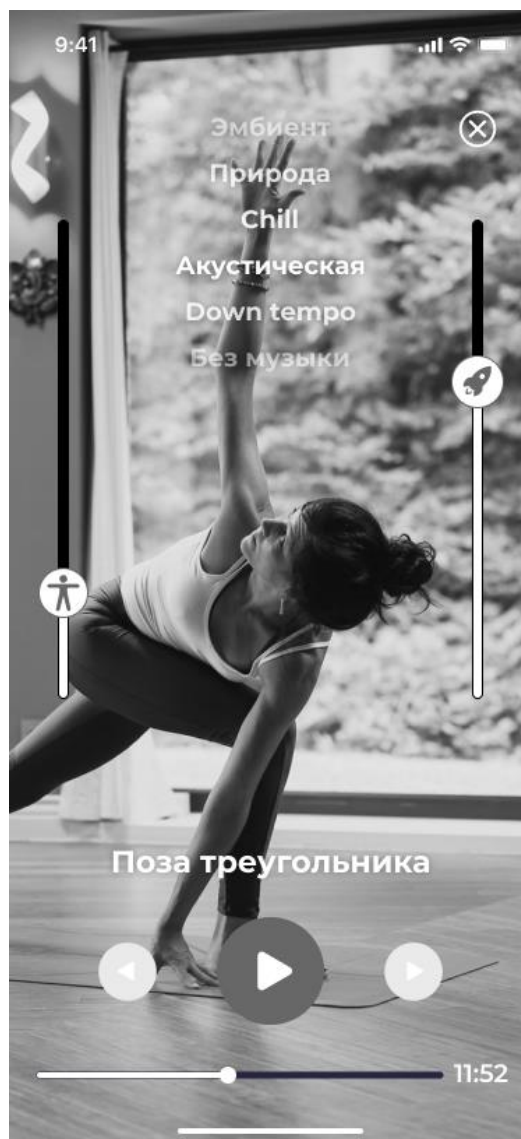 9:41
Эмбиент
Природа
Chill
Акустическая
Down tempo
Без музыки
Поза треугольника
11:52